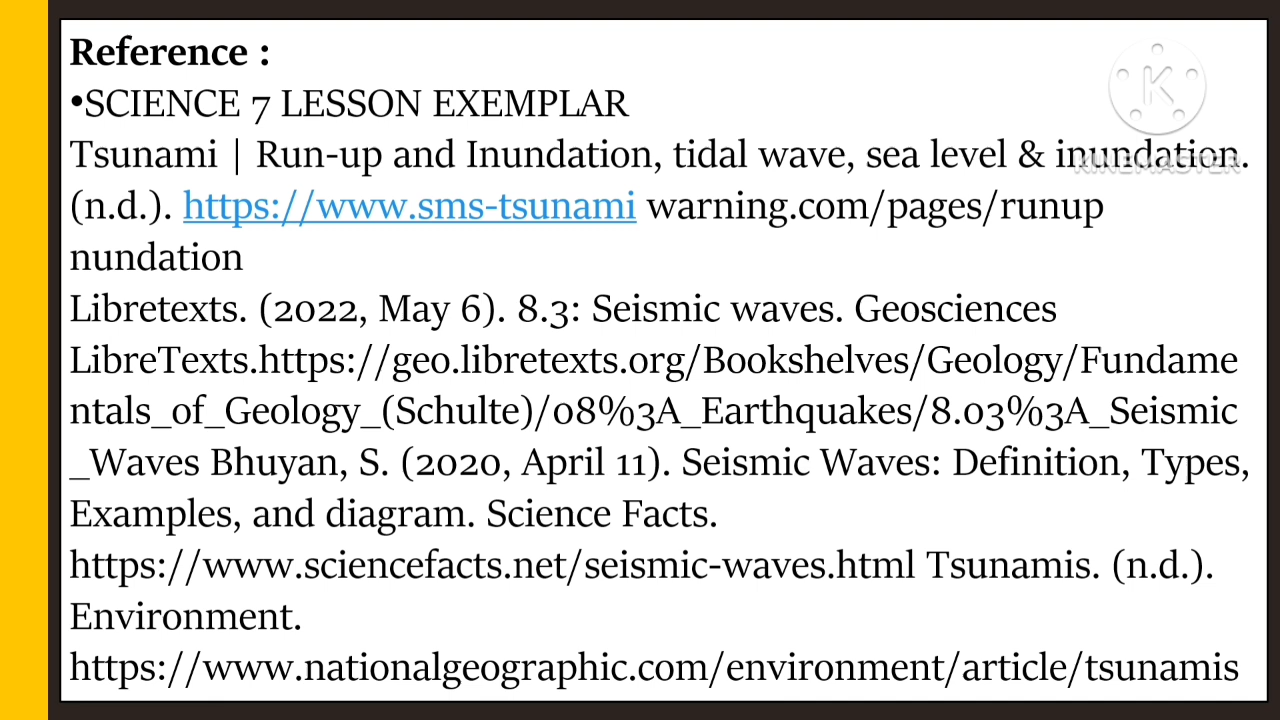 Reference :
•SCIENCE 7 LESSON EXEMPLAR
Tsunami | Run-up and Inundation, tidal wave, sea level & inundation.
KINEMASTER
(n.d.). https://www.sms-tsunami warning.com/pages/runup
nundation
Libretexts. (2022, May 6). 8.3: Seismic waves. Geosciences
LibreTexts.https://geo.libretexts.org/Bookshelves/Geology/Fundame
ntals_of_Geology_(Schulte)/08%3A_Earthquakes/8.03%3A_Seismic
_Waves Bhuyan, S. (2020, April 11). Seismic Waves: Definition, Types,
Examples, and diagram. Science Facts.
https://www.sciencefacts.net/seismic-waves.html Tsunamis. (n.d.).
Environment.
https://www.nationalgeographic.com/environment/article/tsunamis